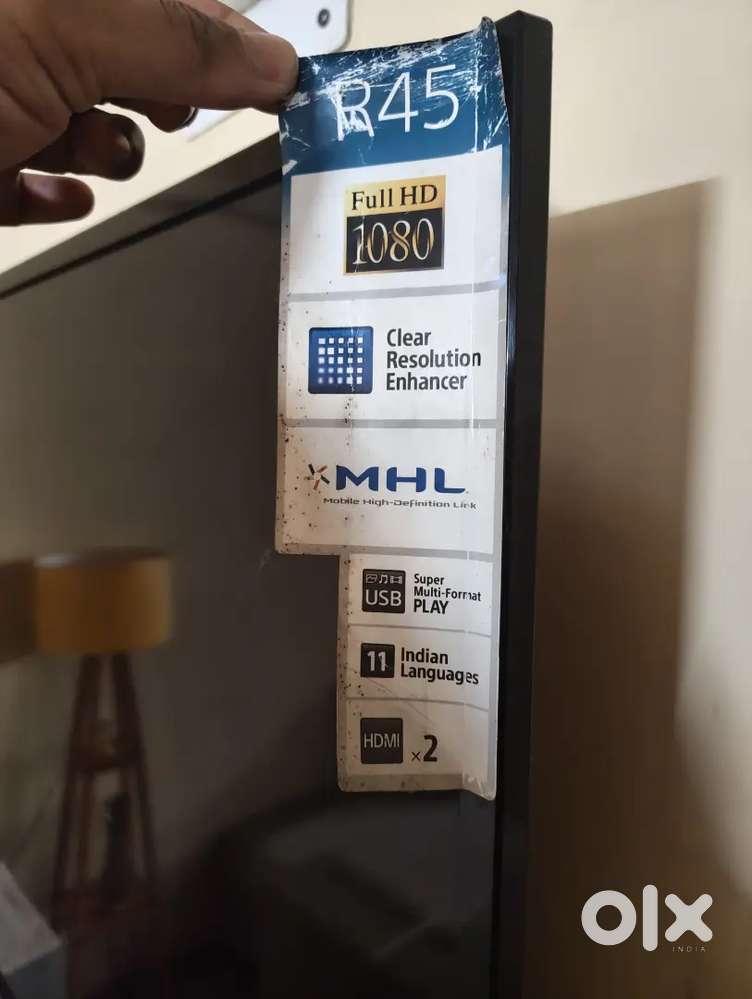 R45
Full HD
1080
Clear
Resolution
Enhancer
MHL
Mobile High-Definition Link
USB
Super
Multi-Format
PLAY
11
Indian
Languages
HDMI
x2
olx
INDIA